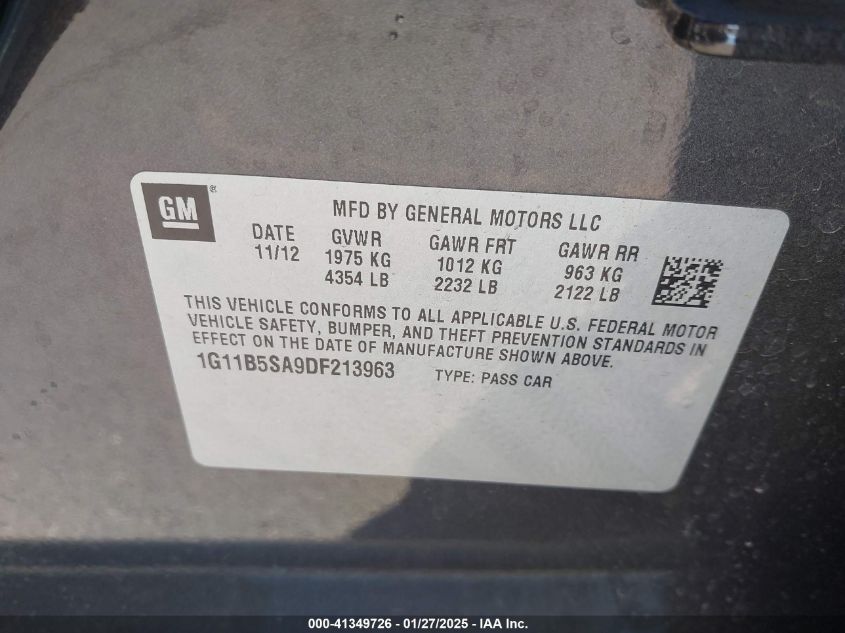 GM ®
MFD BY GENERAL MOTORS LLC
DATE GVWR GAWR FRT GAWR RR
11/12 1975 KG 1012 KG 963 KG
4354 LB 2232 LB 2122 LB
THIS VEHICLE CONFORMS TO ALL APPLICABLE U.S. FEDERAL MOTOR
VEHICLE SAFETY, BUMPER, AND THEFT PREVENTION STANDARDS IN
EFFECT ON THE DATE OF MANUFACTURE SHOWN ABOVE.
1G11B5SA9DF213963 TYPE: PASS CAR
000-41349726 - 01/27/2025 - IAA Inc.